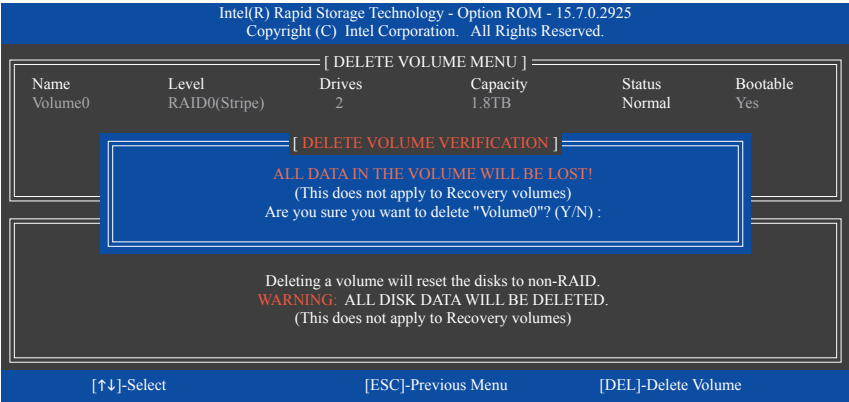 Intel(R) Rapid Storage Technology - Option ROM - 15.7.0.2925
Copyright (C) Intel Corporation. All Rights Reserved.
[ DELETE VOLUME MENU ]
Name Level Drives Capacity Status Bootable
Volume0 RAID0(Stripe) 2 1.8TB Normal Yes
[ DELETE VOLUME VERIFICATION ]
ALL DATA IN THE VOLUME WILL BE LOST!
(This does not apply to Recovery volumes)
Are you sure you want to delete "Volume0"? (Y/N) :
Deleting a volume will reset the disks to non-RAID.
WARNING: ALL DISK DATA WILL BE DELETED.
(This does not apply to Recovery volumes)
[↑↓]-Select [ESC]-Previous Menu [DEL]-Delete Volume